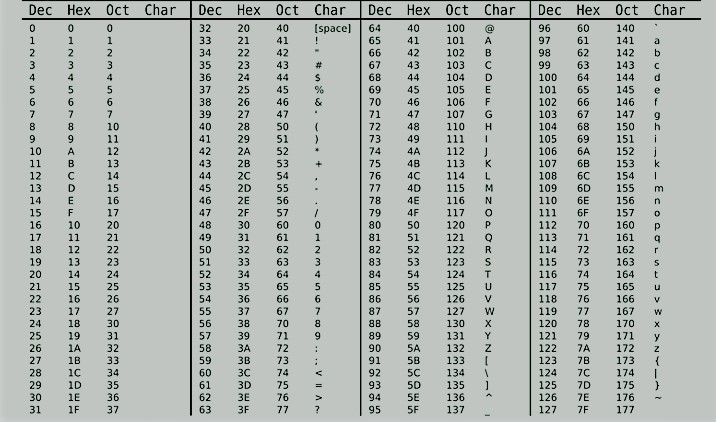 Dec Hex Oct Char Dec Hex Oct Char Dec Hex Oct Char Dec Hex Oct Char
0 0 0 32 20 40 [space] 64 40 100 @ 96 60 140 `
1 1 1 33 21 41 ! 65 41 101 A 97 61 141 a
2 2 2 34 22 42 " 66 42 102 B 98 62 142 b
3 3 3 35 23 43 # 67 43 103 C 99 63 143 c
4 4 4 36 24 44 $ 68 44 104 D 100 64 144 d
5 5 5 37 25 45 % 69 45 105 E 101 65 145 e
6 6 6 38 26 46 & 70 46 106 F 102 66 146 f
7 7 7 39 27 47 ' 71 47 107 G 103 67 147 g
8 8 10 40 28 50 ( 72 48 110 H 104 68 150 h
9 9 11 41 29 51 ) 73 49 111 I 105 69 151 i
10 A 12 42 2A 52 * 74 4A 112 J 106 6A 152 j
11 B 13 43 2B 53 + 75 4B 113 K 107 6B 153 k
12 C 14 44 2C 54 , 76 4C 114 L 108 6C 154 l
13 D 15 45 2D 55 - 77 4D 115 M 109 6D 155 m
14 E 16 46 2E 56 . 78 4E 116 N 110 6E 156 n
15 F 17 47 2F 57 / 79 4F 117 O 111 6F 157 o
16 10 20 48 30 60 0 80 50 120 P 112 70 160 p
17 11 21 49 31 61 1 81 51 121 Q 113 71 161 q
18 12 22 50 32 62 2 82 52 122 R 114 72 162 r
19 13 23 51 33 63 3 83 53 123 S 115 73 163 s
20 14 24 52 34 64 4 84 54 124 T 116 74 164 t
21 15 25 53 35 65 5 85 55 125 U 117 75 165 u
22 16 26 54 36 66 6 86 56 126 V 118 76 166 v
23 17 27 55 37 67 7 87 57 127 W 119 77 167 w
24 18 30 56 38 70 8 88 58 130 X 120 78 170 x
25 19 31 57 39 71 9 89 59 131 Y 121 79 171 y
26 1A 32 58 3A 72 : 90 5A 132 Z 122 7A 172 z
27 1B 33 59 3B 73 ; 91 5B 133 [ 123 7B 173 {
28 1C 34 60 3C 74 < 92 5C 134 \ 124 7C 174 |
29 1D 35 61 3D 75 = 93 5D 135 ] 125 7D 175 }
30 1E 36 62 3E 76 > 94 5E 136 ^ 126 7E 176 ~
31 1F 37 63 3F 77 ? 95 5F 137 _ 127 7F 177